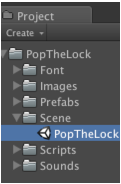 Project
Create
PopTheLock
Font
Images
Prefabs
Scene
PopTheLock
Scripts
Sounds